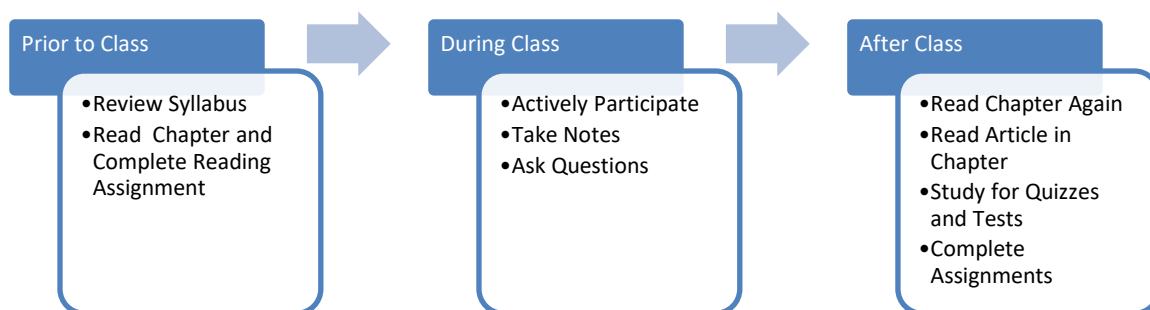 Prior to Class
•Review Syllabus
•Read Chapter and
Complete Reading
Assignment
During Class
•Actively Participate
•Take Notes
•Ask Questions
After Class
•Read Chapter Again
•Read Article in
Chapter
•Study for Quizzes
and Tests
•Complete
Assignments